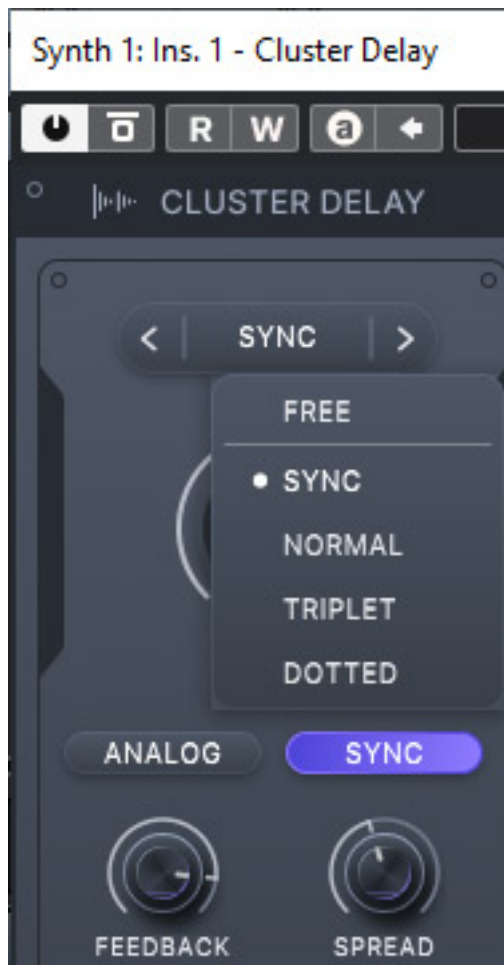 Synth 1: Ins. 1 - Cluster Delay
R W a
CLUSTER DELAY
< SYNC >
FREE
SYNC
NORMAL
TRIPLET
DOTTED
ANALOG SYNC
FEEDBACK SPREAD